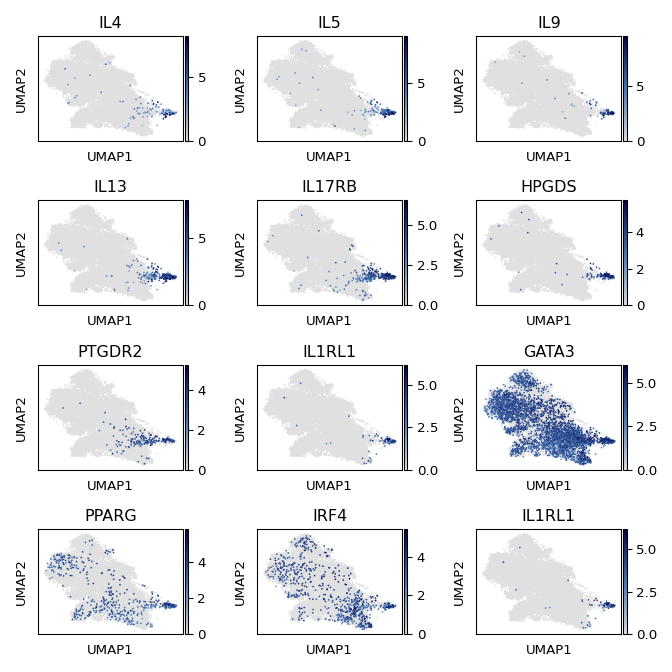 IL4 IL5 IL9
UMAP2 5 0 UMAP2 5 0 UMAP2 5 0
UMAP1 UMAP1 UMAP1
IL13 IL17RB HPGDS
UMAP2 5 0 UMAP2 5.0 2.5 0.0 UMAP2 4 2 0
UMAP1 UMAP1 UMAP1
PTGDR2 IL1RL1 GATA3
UMAP2 4 2 0 UMAP2 5.0 2.5 0.0 UMAP2 5.0 2.5 0.0
UMAP1 UMAP1 UMAP1
PPARG IRF4 IL1RL1
UMAP2 4 2 0 UMAP2 4 2 0 UMAP2 5.0 2.5 0.0
UMAP1 UMAP1 UMAP1